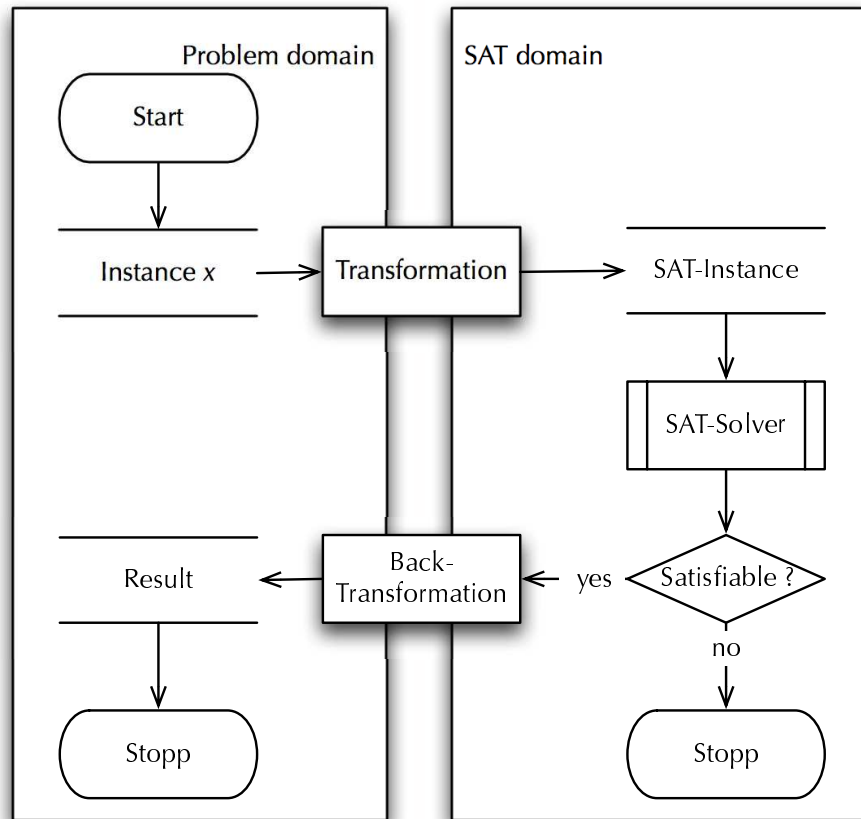 Problem domain
SAT domain
Start
Instance x
Transformation
SAT-Instance
SAT-Solver
Satisfiable ?
yes
Back-
Transformation
Result
no
Stopp
Stopp